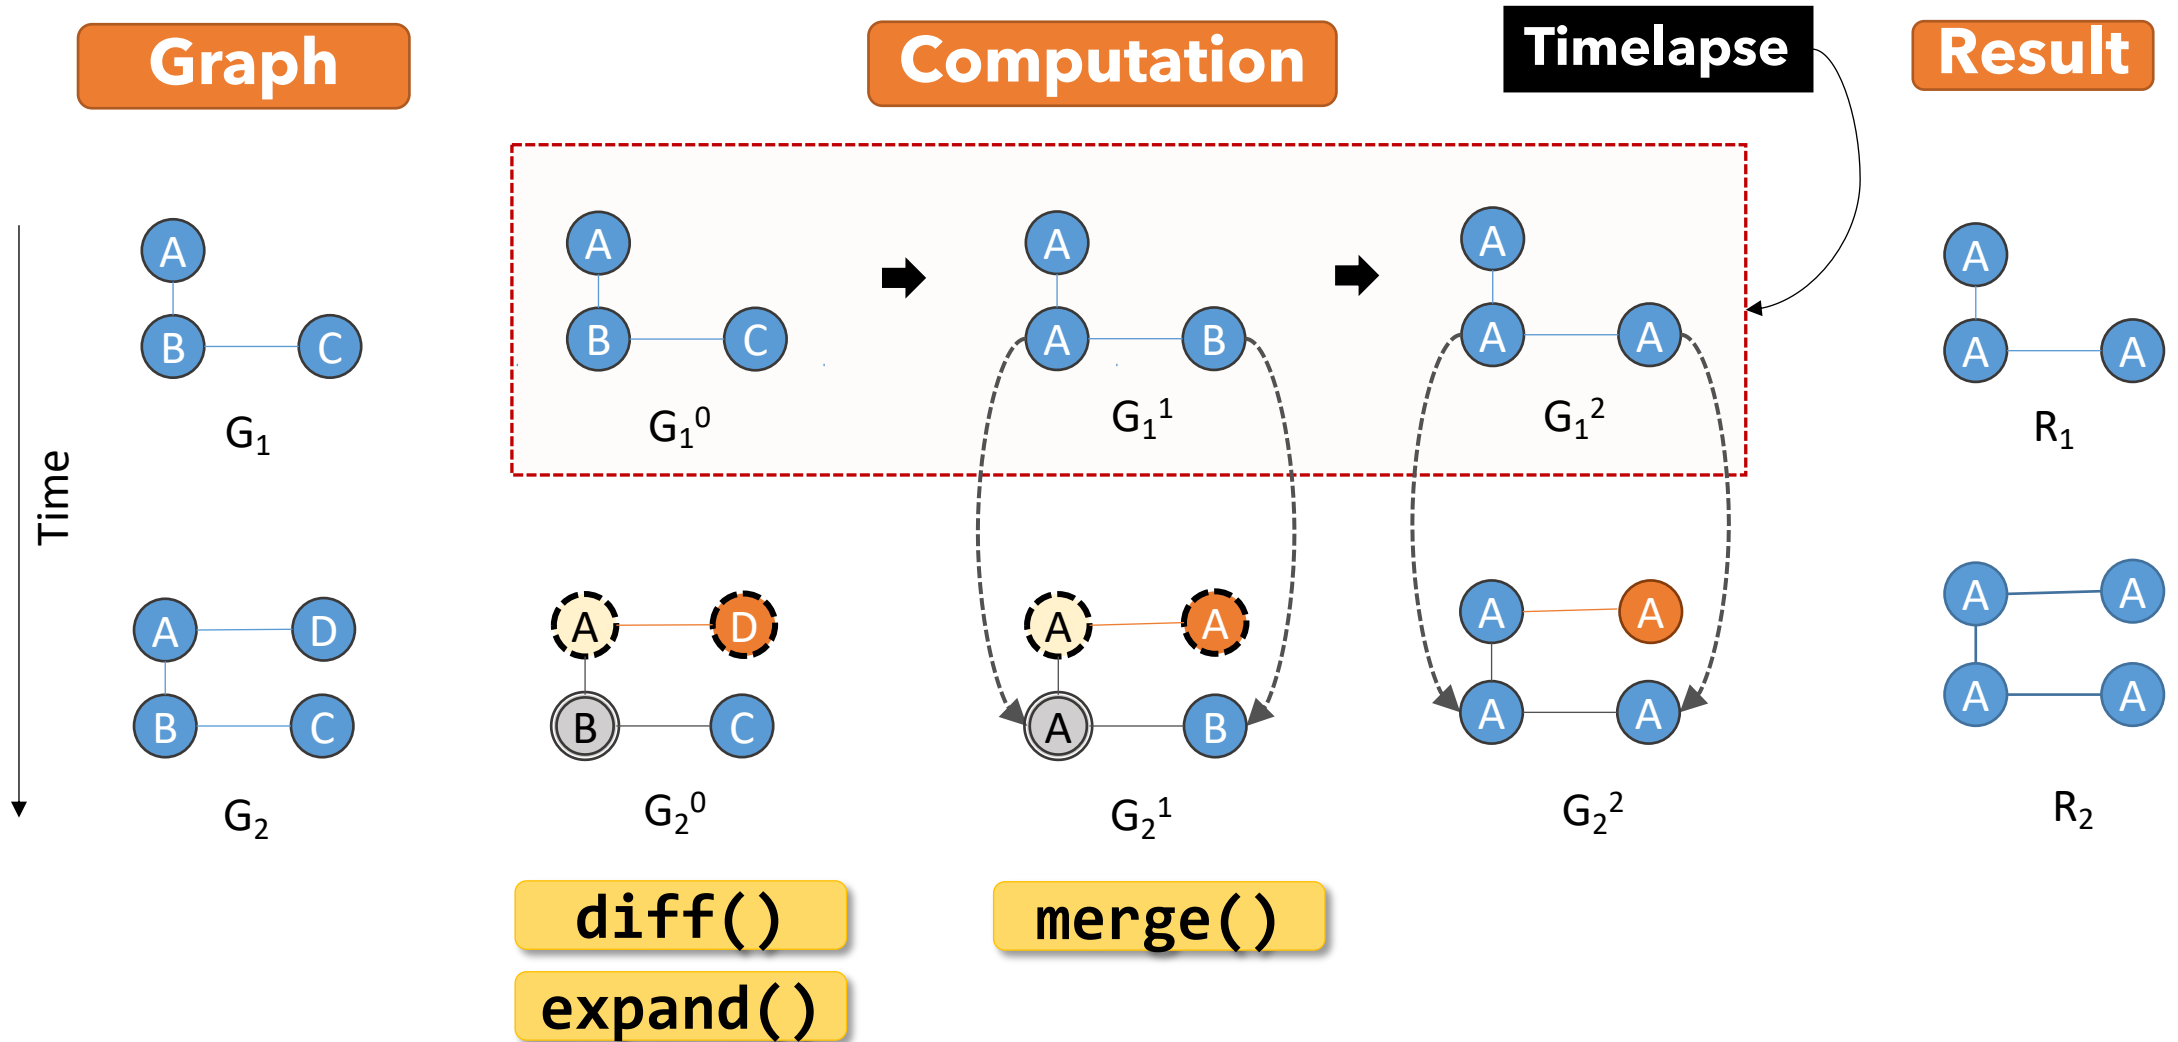 Graph
Computation
Timelapse
Result
Time
A
B C
G₁
A
B C
G₁⁰
A
A B
G₁¹
A
A A
G₁²
A
A A
R₁
A D
B C
G₂
A D
B C
G₂⁰
A A
A B
G₂¹
A A
A A
G₂²
A A
A A
R₂
diff()
merge()
expand()